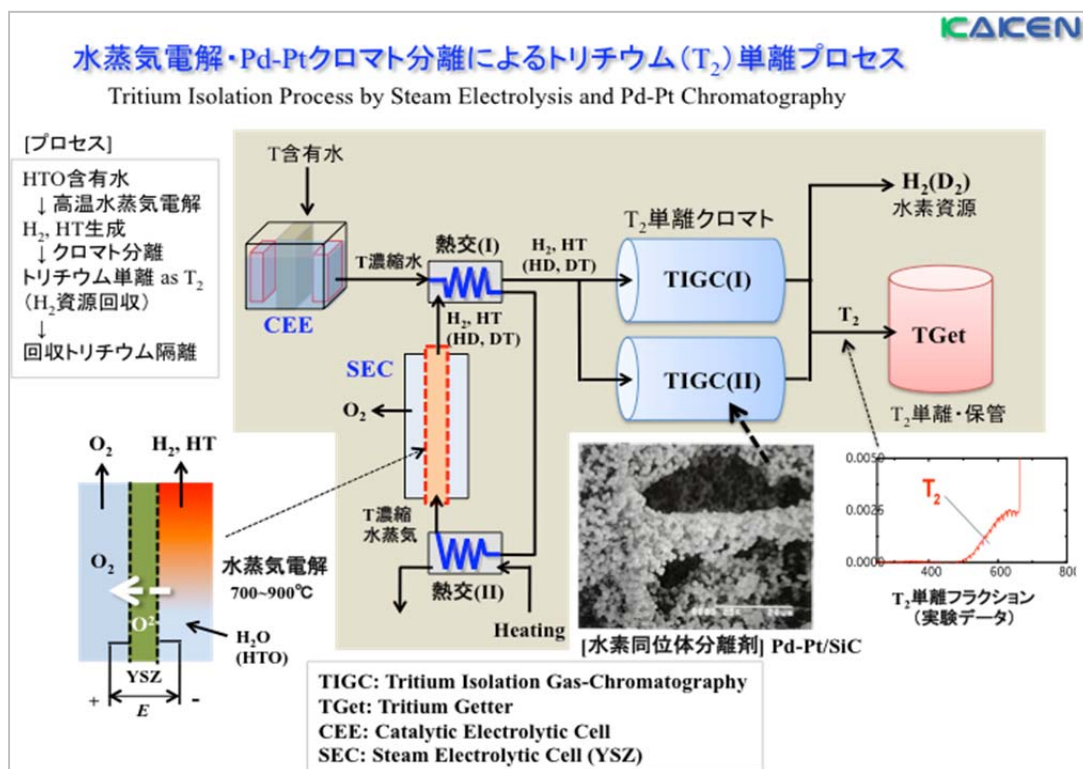 KAKEN
水蒸気電解・Pd-Ptクロマト分離によるトリチウム（T₂）単離プロセス
Tritium Isolation Process by Steam Electrolysis and Pd-Pt Chromatography
[プロセス]
HTO含有水
↓ 高温水蒸気電解
H₂, HT生成
↓クロマト分離
トリチウム単離 as T₂
（H₂資源回収）
↓
回収トリチウム隔離
T含有水
CEE
T濃縮水
熱交(I)
H₂, HT
(HD, DT)
H₂, HT
(HD, DT)
SEC
O₂
T濃縮
水蒸気
熱交(II)
Heating
T₂単離クロマト
TIGC(I)
TIGC(II)
H₂(D₂)
水素資源
T₂
TGet
T₂単離・保管
O₂
H₂, HT
O₂
O²
水蒸気電解
700~900℃
H₂O
(HTO)
YSZ
+
E
-
[水素同位体分離剤] Pd-Pt/SiC
0.0050
0.0025
0.0000
T₂
400
600
800
T₂単離フラクション
(実験データ)
TIGC: Tritium Isolation Gas-Chromatography
TGet: Tritium Getter
CEE: Catalytic Electrolytic Cell
SEC: Steam Electrolytic Cell (YSZ)